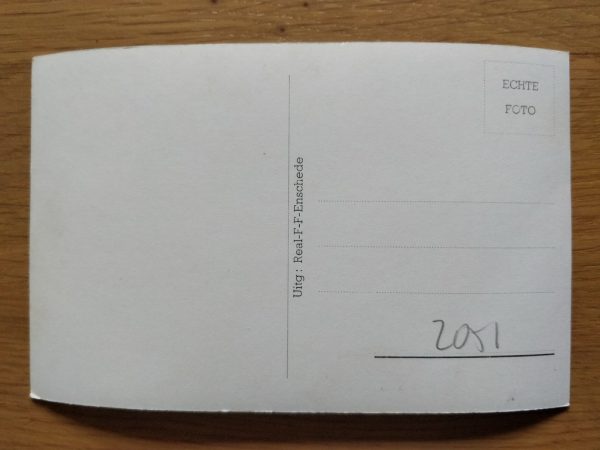 ECHTE
FOTO
Uitg: Real-F-F-Enschede
2051